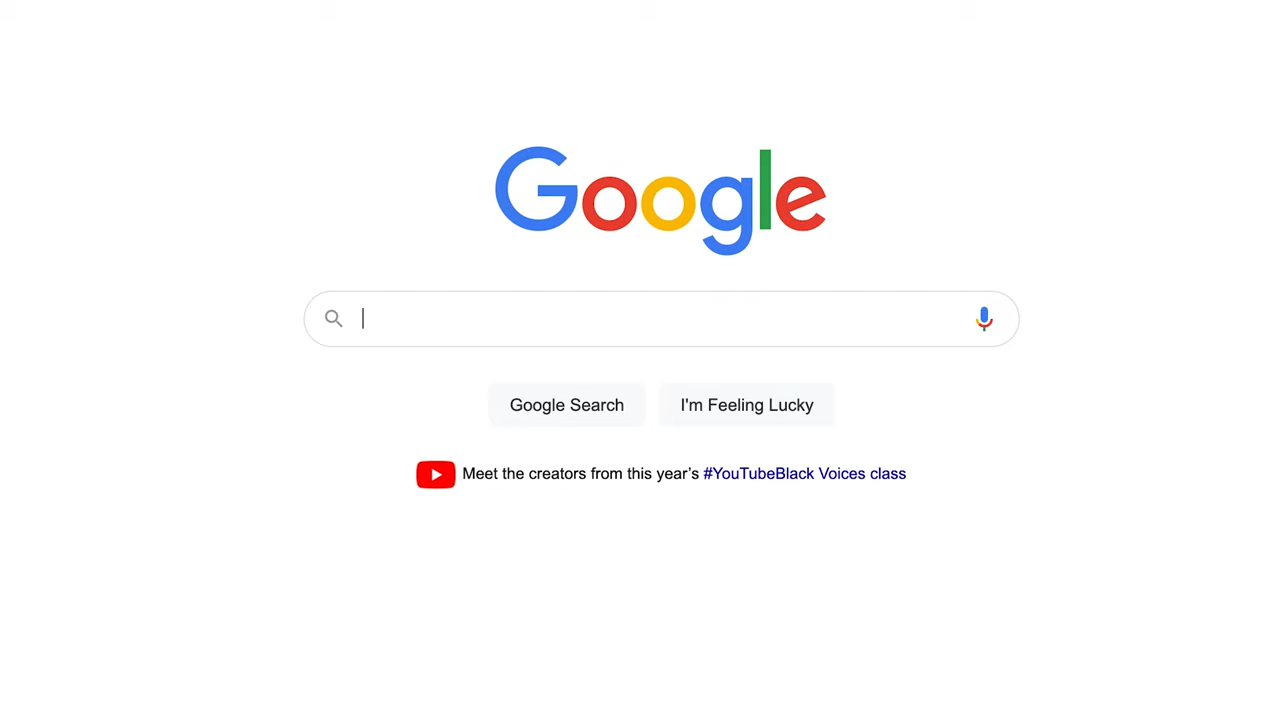 Google
Google Search
I'm Feeling Lucky
Meet the creators from this year’s #YouTubeBlack Voices class